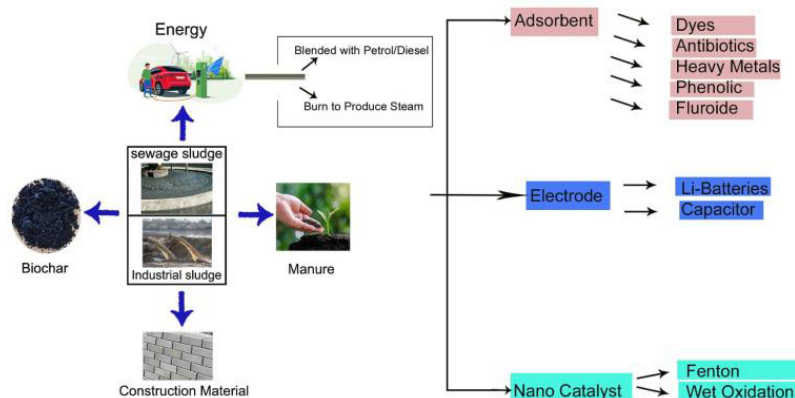 Energy
Blended with Petrol/Diesel
Burn to Produce Steam
sewage sludge
Industrial sludge
Biochar
Manure
Construction Material
Adsorbent
Dyes
Antibiotics
Heavy Metals
Phenolic
Fluroide
Electrode
Li-Batteries
Capacitor
Nano Catalyst
Fenton
Wet Oxidation